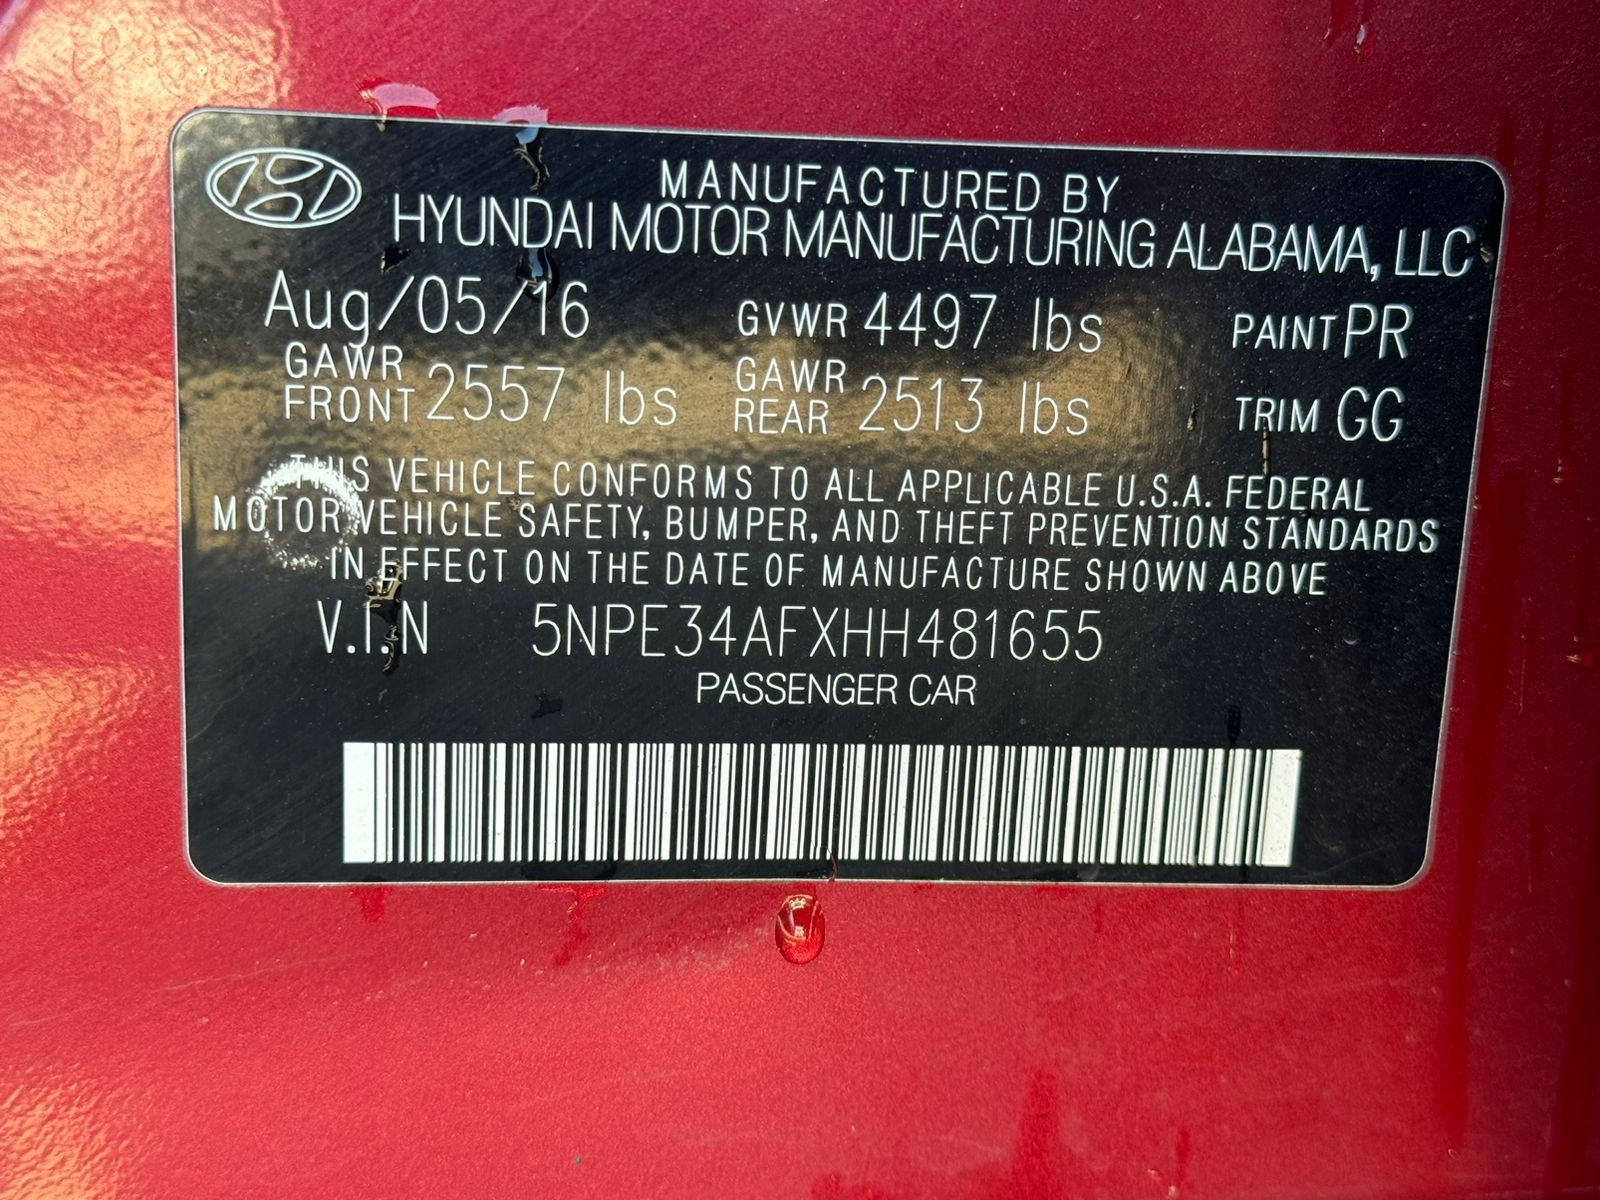 MANUFACTURED BY
HYUNDAI MOTOR MANUFACTURING ALABAMA, LLC
Aug/05/16 GVWR 4497 lbs PAINT PR
GAWR FRONT 2557 lbs GAWR REAR 2513 lbs TRIM GG
THIS VEHICLE CONFORMS TO ALL APPLICABLE U.S.A. FEDERAL
MOTOR VEHICLE SAFETY, BUMPER, AND THEFT PREVENTION STANDARDS
IN EFFECT ON THE DATE OF MANUFACTURE SHOWN ABOVE
V.I.N 5NPE34AFXHH481655
PASSENGER CAR